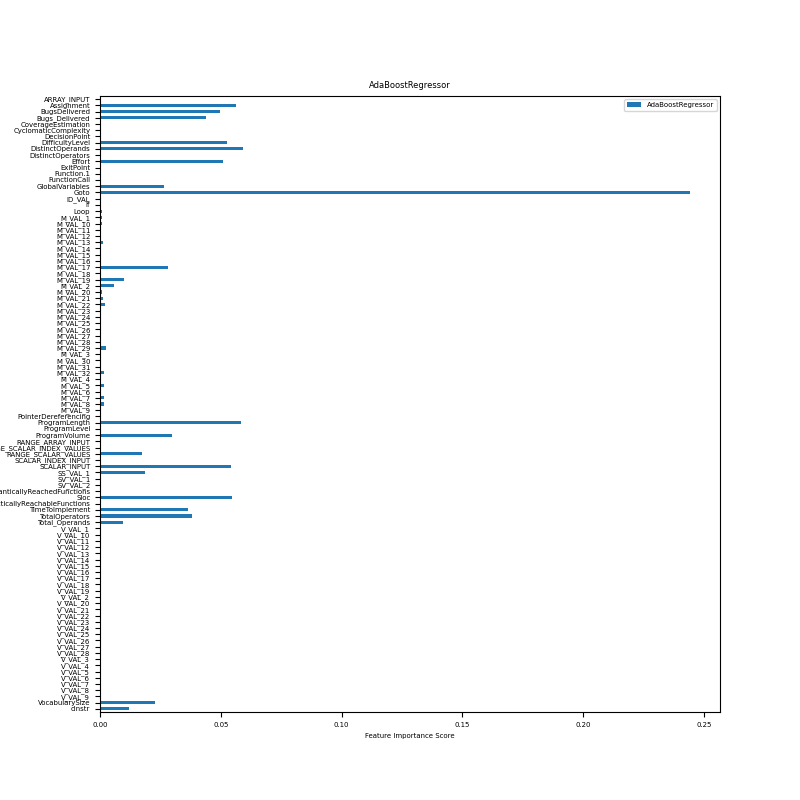 AdaBoostRegressor
AdaBoostRegressor
ARRAY_INPUT
Assignment
BugsDelivered
Bugs_Delivered
CoverageEstimation
CyclomaticComplexity
DecisionPoint
DifficultyLevel
DistinctOperands
DistinctOperators
Effort
ExitPoint
Function.1
FunctionCall
GlobalVariables
Goto
ID_VAL
If
Loop
M_VAL_1
M_VAL_10
M_VAL_11
M_VAL_12
M_VAL_13
M_VAL_14
M_VAL_15
M_VAL_16
M_VAL_17
M_VAL_18
M_VAL_19
M_VAL_2
M_VAL_20
M_VAL_21
M_VAL_22
M_VAL_23
M_VAL_24
M_VAL_25
M_VAL_26
M_VAL_27
M_VAL_28
M_VAL_29
M_VAL_3
M_VAL_30
M_VAL_31
M_VAL_32
M_VAL_4
M_VAL_5
M_VAL_6
M_VAL_7
M_VAL_8
M_VAL_9
PointerDereferencing
ProgramLength
ProgramLevel
ProgramVolume
RANGE_ARRAY_INPUT
E_SCALAR_INDEX_VALUES
RANGE_SCALAR_VALUES
SCALAR_INDEX_INPUT
SCALAR_INPUT
SS_VAL_1
SV_VAL_1
SV_VAL_2
anticallyReachedFunctions
Sloc
ticallyReachableFunctions
TimeToImplement
TotalOperators
Total_Operands
V_VAL_1
V_VAL_10
V_VAL_11
V_VAL_12
V_VAL_13
V_VAL_14
V_VAL_15
V_VAL_16
V_VAL_17
V_VAL_18
V_VAL_19
V_VAL_2
V_VAL_20
V_VAL_21
V_VAL_22
V_VAL_23
V_VAL_24
V_VAL_25
V_VAL_26
V_VAL_27
V_VAL_28
V_VAL_3
V_VAL_4
V_VAL_5
V_VAL_6
V_VAL_7
V_VAL_8
V_VAL_9
VocabularySize
cInstr
0.00 0.05 0.10 0.15 0.20 0.25
Feature Importance Score